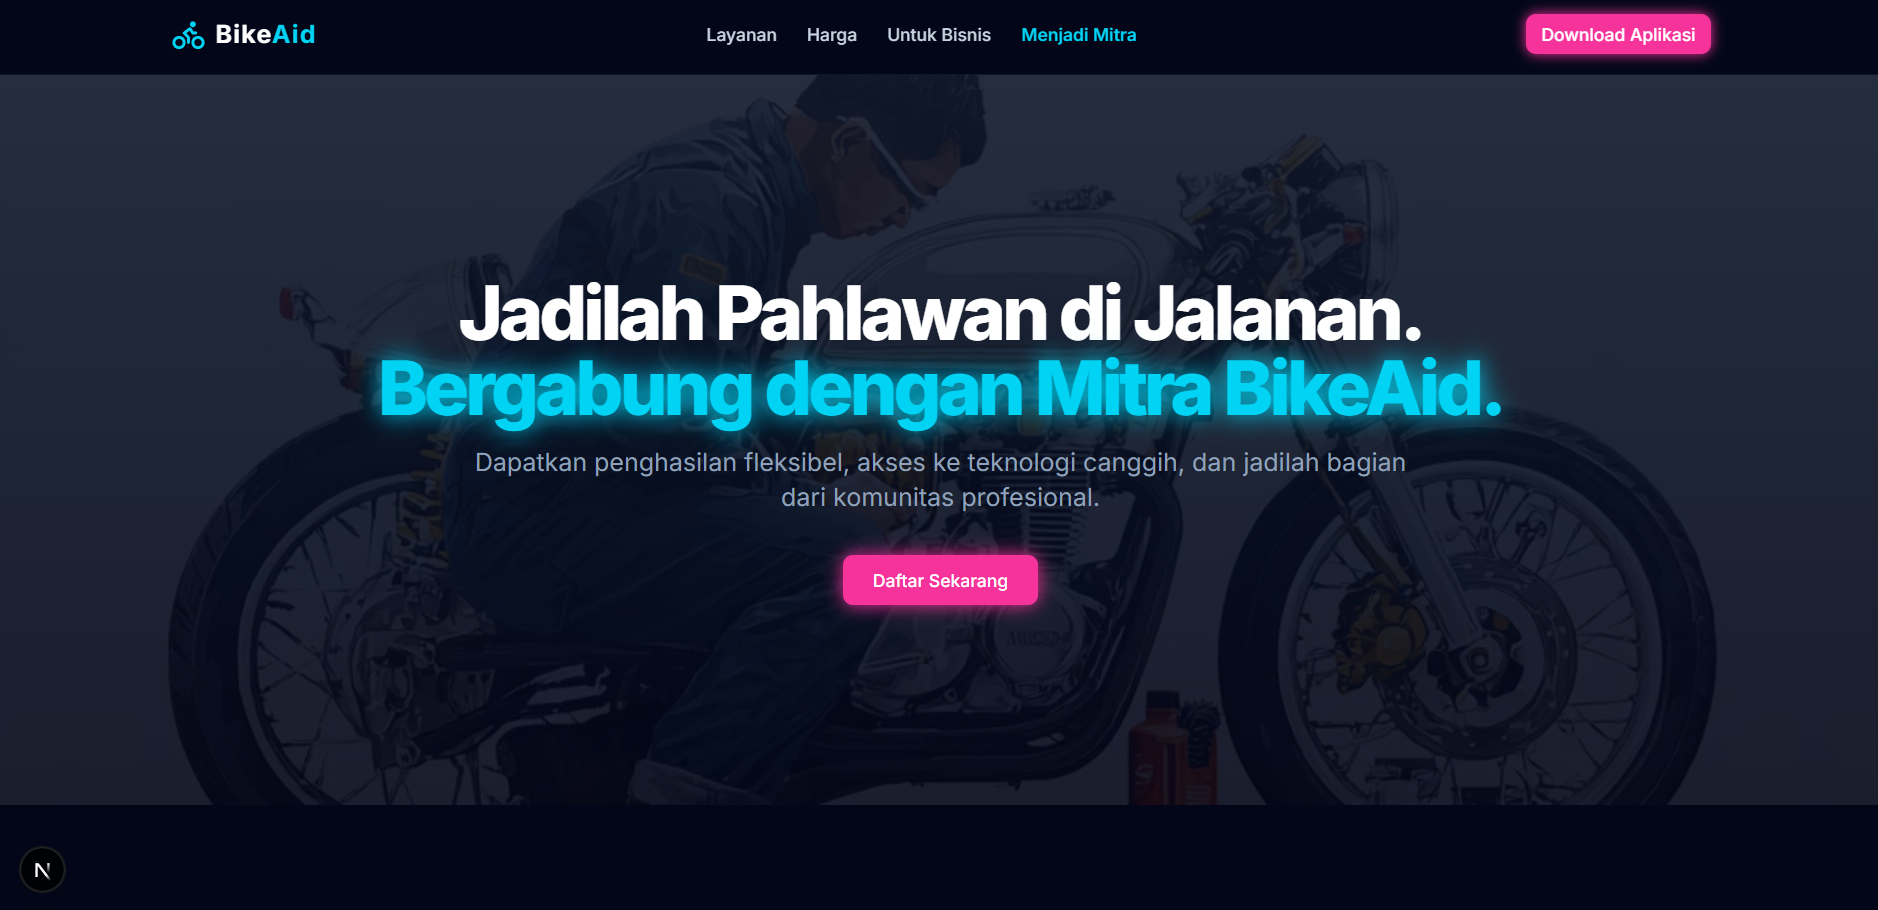 BikeAid
Layanan
Harga
Untuk Bisnis
Menjadi Mitra
Download Aplikasi
Jadilah Pahlawan di Jalanan.
Bergabung dengan Mitra BikeAid.
Dapatkan penghasilan fleksibel, akses ke teknologi canggih, dan jadilah bagian
dari komunitas profesional.
Daftar Sekarang
N